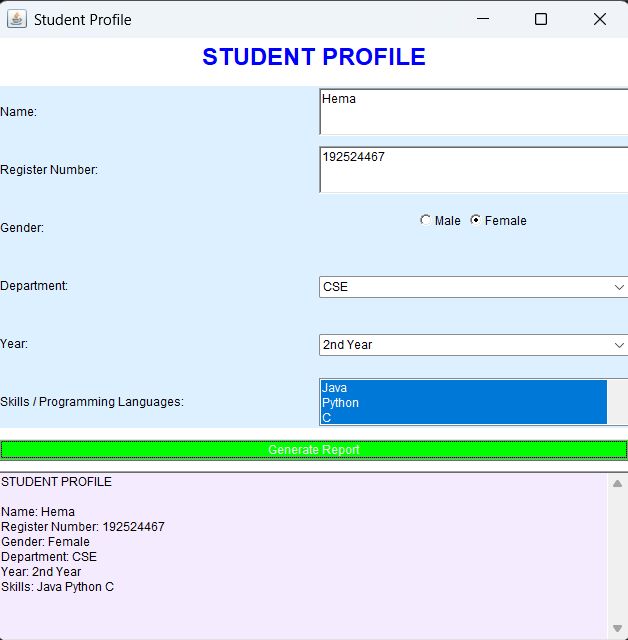 Student Profile
STUDENT PROFILE
Name:
Hema
Register Number:
192524467
Gender:
Male Female
Department:
CSE
Year:
2nd Year
Skills / Programming Languages:
Java
Python
C
Generate Report
STUDENT PROFILE
Name: Hema
Register Number: 192524467
Gender: Female
Department: CSE
Year: 2nd Year
Skills: Java Python C